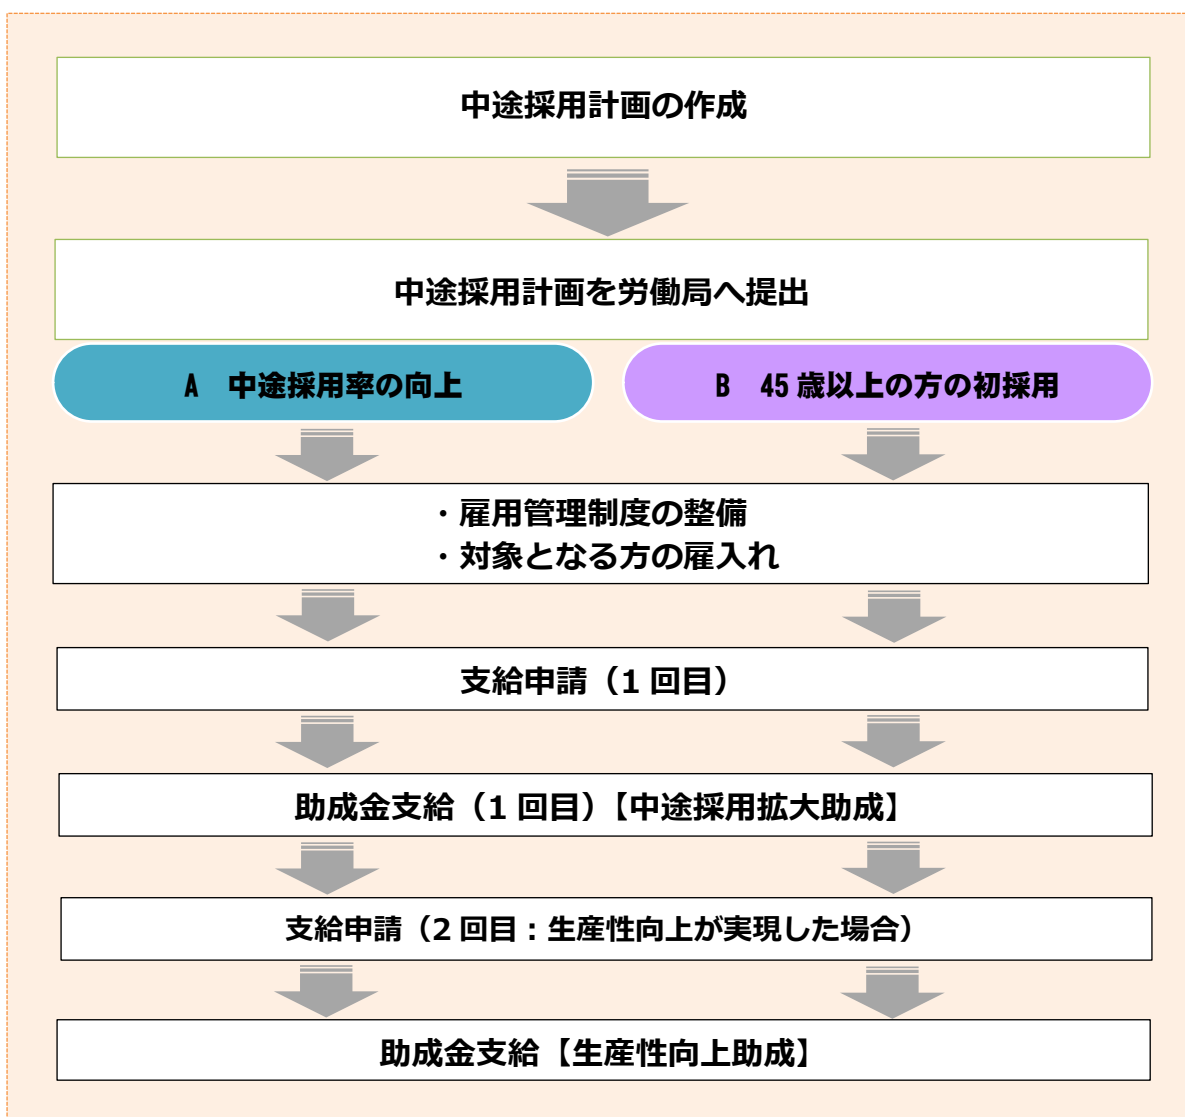 中途採用計画の作成
中途採用計画を労働局へ提出
A　中途採用率の向上
B　45歳以上の方の初採用
・雇用管理制度の整備
・対象となる方の雇入れ
支給申請（1回目）
助成金支給（1回目）【中途採用拡大助成】
支給申請（2回目：生産性向上が実現した場合）
助成金支給【生産性向上助成】